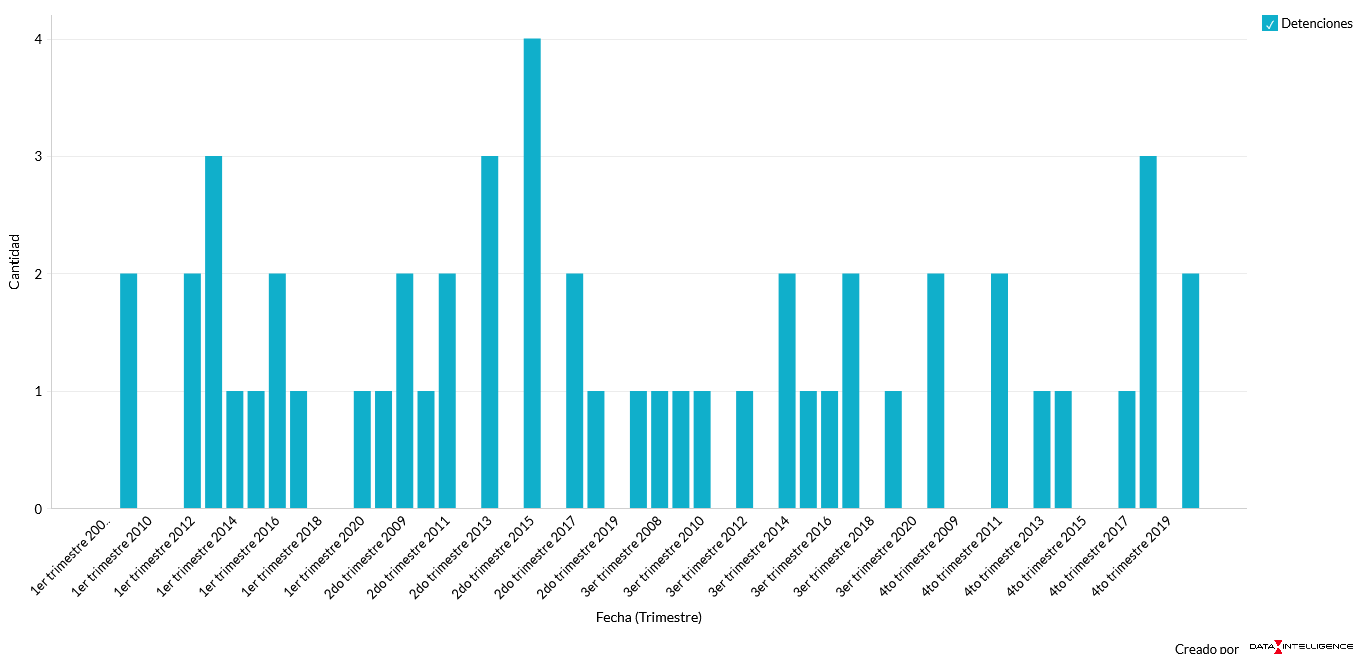 Detenciones
4
3
2
1
0
Cantidad
1er trimestre 200..
1er trimestre 2010
1er trimestre 2012
1er trimestre 2014
1er trimestre 2016
1er trimestre 2018
1er trimestre 2020
2do trimestre 2009
2do trimestre 2011
2do trimestre 2013
2do trimestre 2015
2do trimestre 2017
2do trimestre 2019
3er trimestre 2008
3er trimestre 2010
3er trimestre 2012
3er trimestre 2014
3er trimestre 2016
3er trimestre 2018
3er trimestre 2020
4to trimestre 2009
4to trimestre 2011
4to trimestre 2013
4to trimestre 2015
4to trimestre 2017
4to trimestre 2019
Fecha (Trimestre)
Creado por DATA INTELLIGENCE